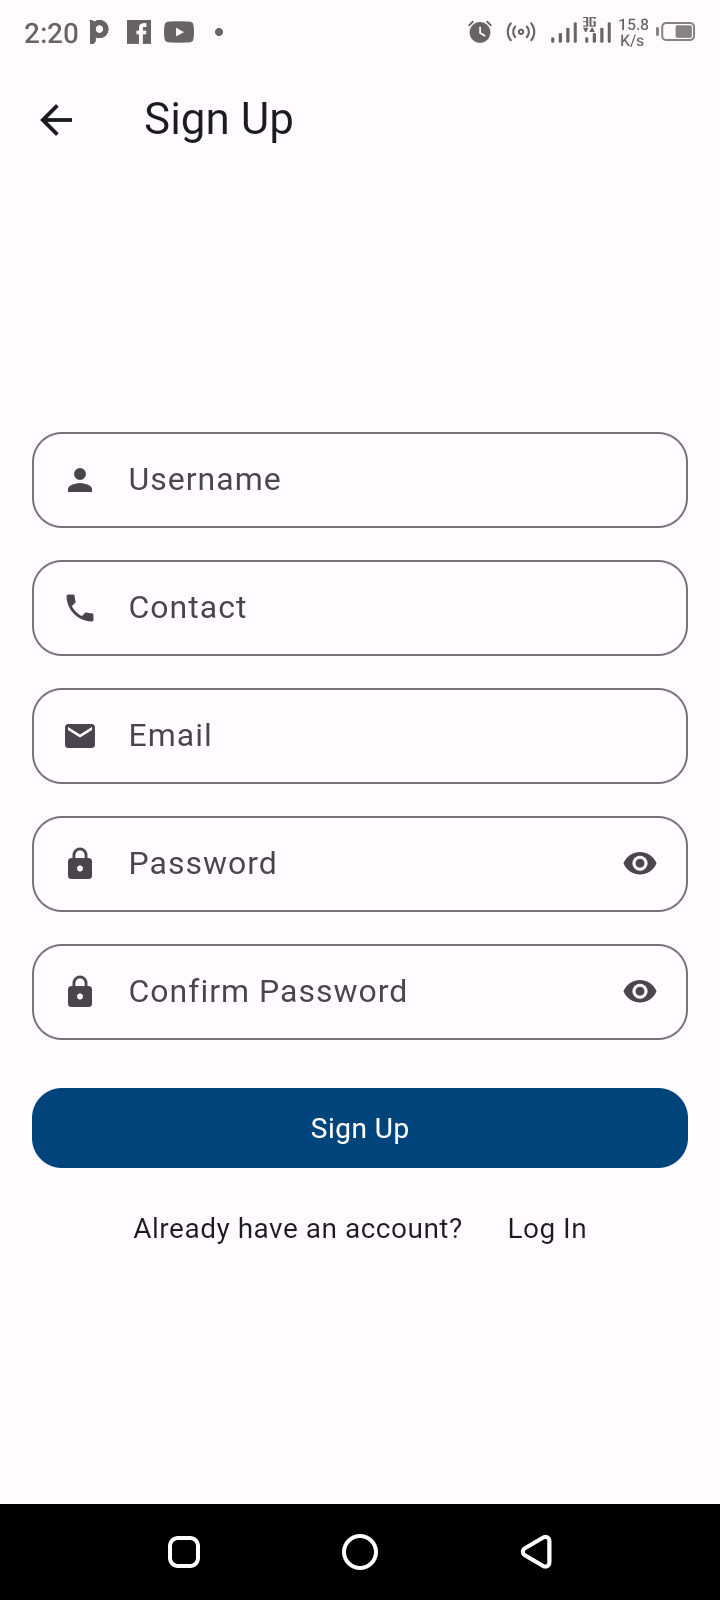 2:20 3G 15.8 K/s
Sign Up
Username
Contact
Email
Password
Confirm Password
Sign Up
Already have an account? Log In